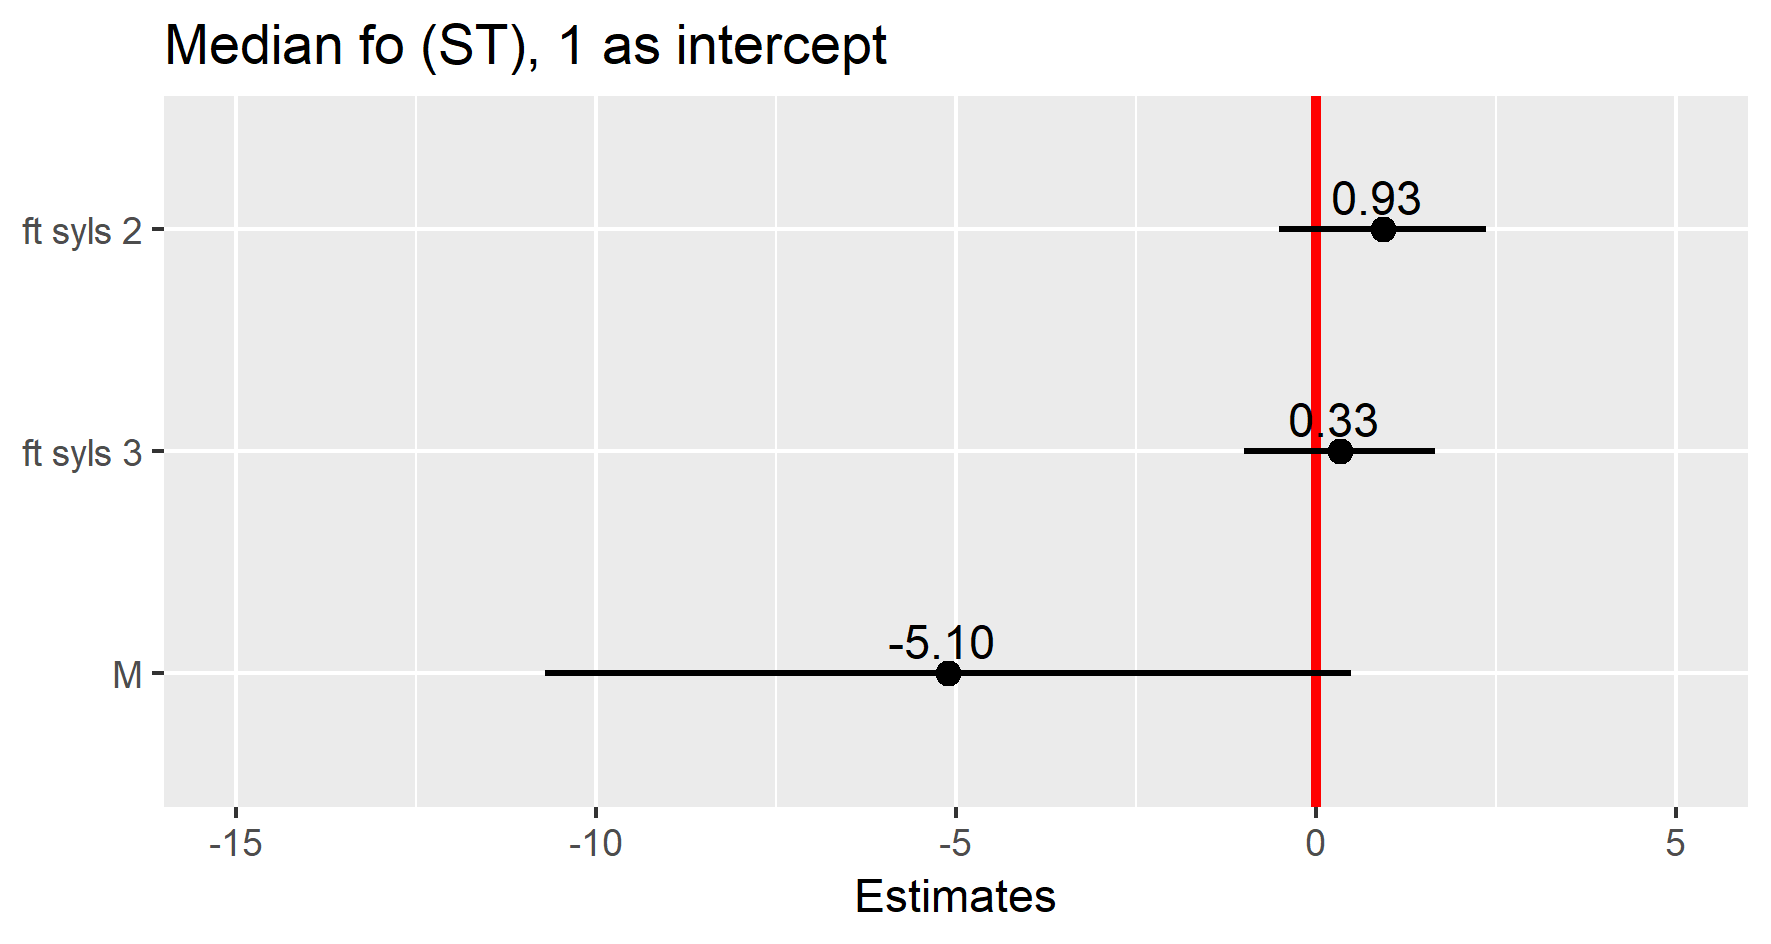 Median fo (ST), 1 as intercept
ft syls 2
0.93
ft syls 3
0.33
M
-5.10
-15 -10 -5 0 5
Estimates